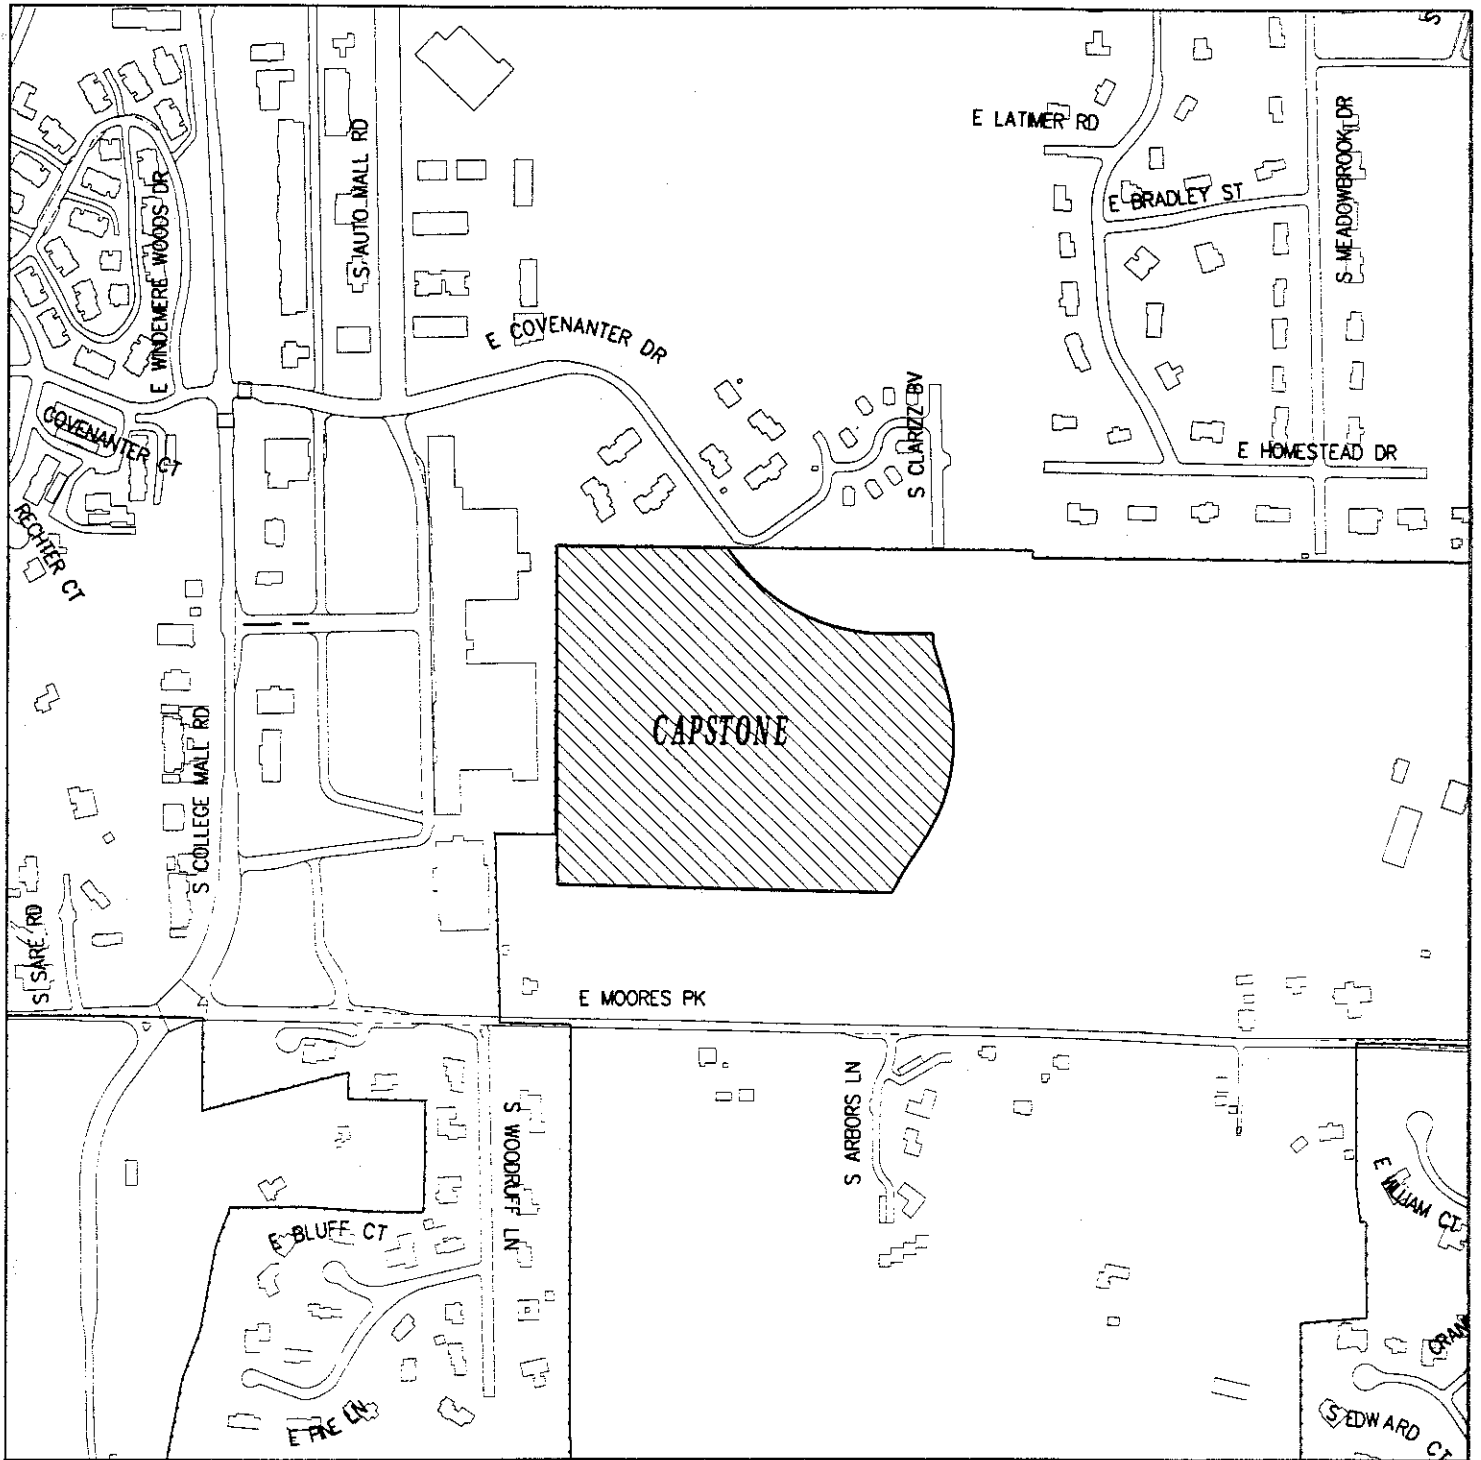 S
E LATIMER RD
S MEADOWBROOK DR
S AUTO MALL RD
E WINDEMERE WOODS DR
E BRADLEY ST
E COVENANTER DR
S CLARIZZ BV
COVENANTER CT
E HOMESTEAD DR
RECHTER CT
CAPSTONE
S COLLEGE MALL RD
S SARE RD
E MOORES PK
S ARBORS LN
S WOODRUFF LN
E WILLIAM CT
E BLUFF CT
CRAN
E PINE LN
S EDWARD CT